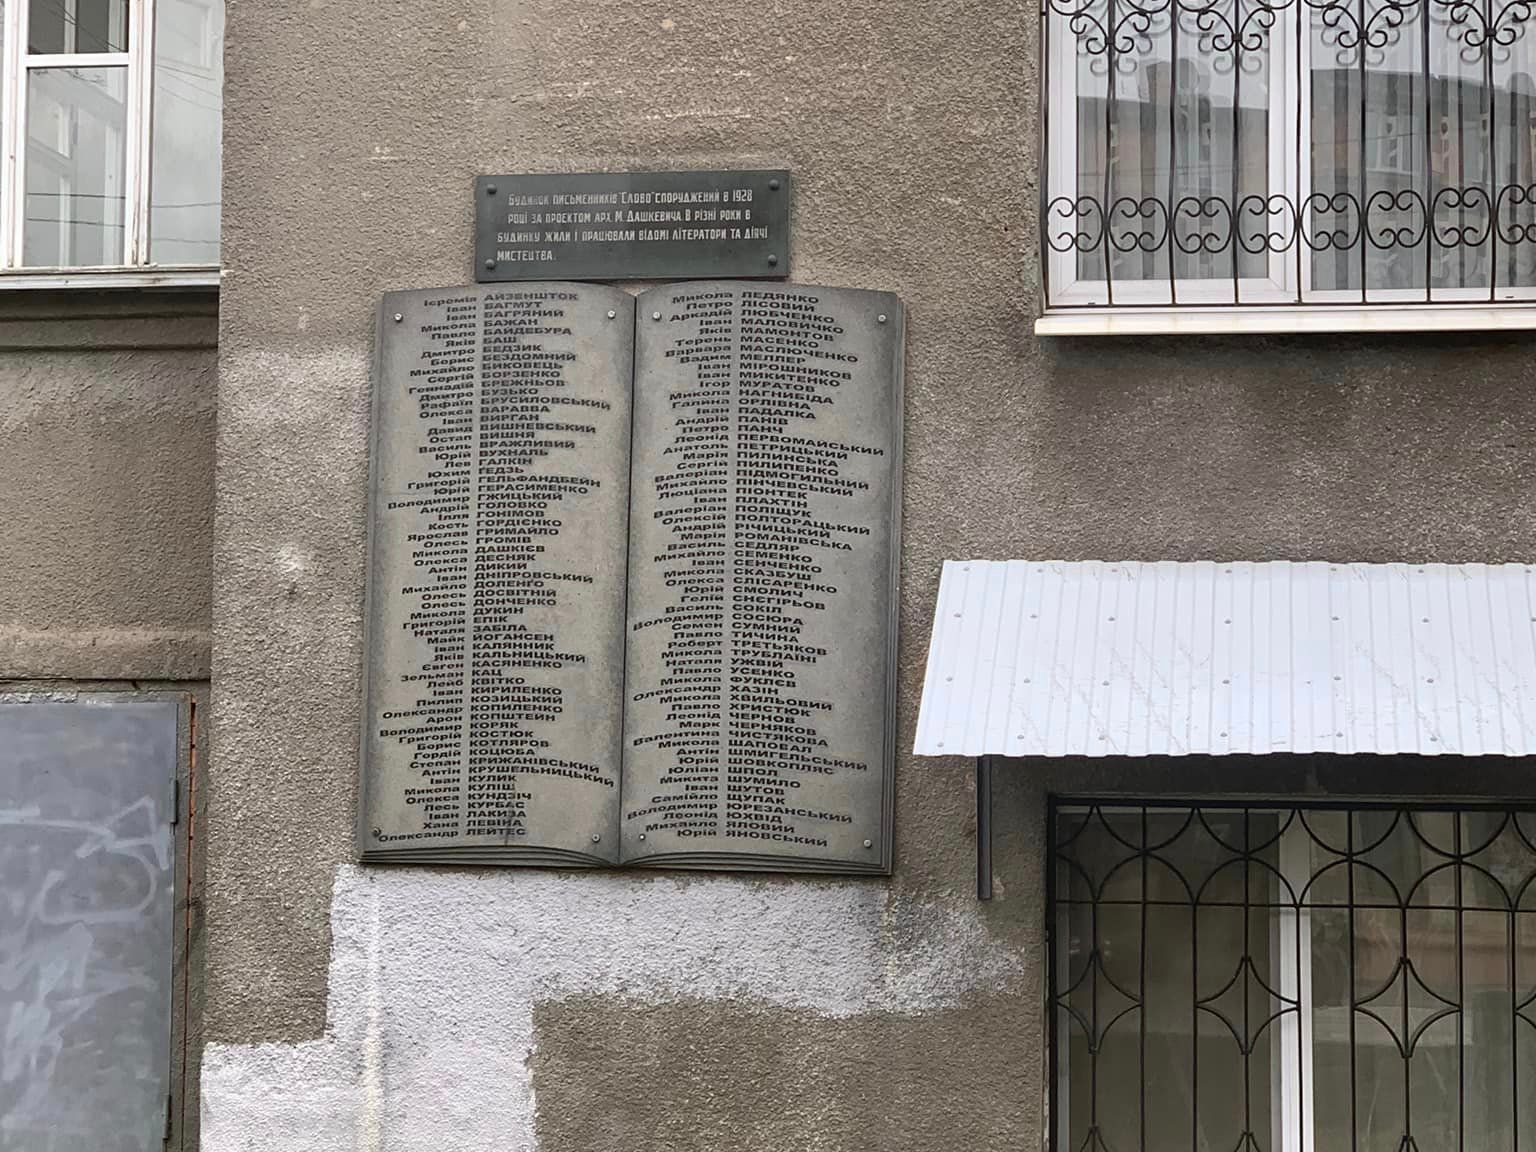 Будинок письменників "Слово" споруджений в 1928
році за проектом арх. М. Дашкевича. В різні роки в
будинку жили і працювали відомі літератори та діячі
мистецтва.
Ієремія АЙЗЕНШТОК
Іван БАГМУТ
Іван БАГРЯНИЙ
Микола БАЖАН
Павло БАЙДЕБУРА
Яків БАШ
Дмитро БЕДЗИК
Борис БЕЗДОМНИЙ
Михайло БИКОВЕЦЬ
Сергій БОРЗЕНКО
Геннадій БРЕЖНЬОВ
Дмитро БУЗЬКО
Рафаїл БРУСИЛОВСЬКИЙ
Олекса ВАРАВВА
Іван ВИРГАН
Давид ВИШНЕВСЬКИЙ
Остап ВИШНЯ
Василь ВРАЖЛИВИЙ
Юрій ВУХНАЛЬ
Лев ГАЛКІН
Юхим ҐЕДЗЬ
Григорій ГЕЛЬФАНДБЕЙН
Юрій ГЕРАСИМЕНКО
Володимир ГЖИЦЬКИЙ
Андрій ГОЛОВКО
Ілля ГОНІМОВ
Кость ГОРДІЄНКО
Ярослав ГРИМАЙЛО
Олесь ГРОМІВ
Микола ДАШКІЄВ
Олекса ДЕСНЯК
Антін ДИКИЙ
Іван ДНІПРОВСЬКИЙ
Михайло ДОЛЕНҐО
Олесь ДОСВІТНІЙ
Олесь ДОНЧЕНКО
Микола ДУКИН
Григорій ЕПІК
Наталя ЗАБІЛА
Майк ЙОГАНСЕН
Іван КАЛЯННИК
Яків КАЛЬНИЦЬКИЙ
Євген КАСЯНЕНКО
Зельман КАЦ
Лейб КВІТКО
Іван КИРИЛЕНКО
Пилип КОЗИЦЬКИЙ
Олександр КОПИЛЕНКО
Арон КОПШТЕЙН
Володимир КОРЯК
Григорій КОСТЮК
Борис КОТЛЯРОВ
Гордій КОЦЮБА
Степан КРИЖАНІВСЬКИЙ
Антін КРУШЕЛЬНИЦЬКИЙ
Іван КУЛИК
Микола КУЛІШ
Олекса КУНДЗІЧ
Лесь КУРБАС
Іван ЛАКИЗА
Хана ЛЕВІНА
Олександр ЛЕЙТЕС
Микола ЛЕДЯНКО
Петро ЛІСОВИЙ
Аркадій ЛЮБЧЕНКО
Іван МАЛОВИЧКО
Яків МАМОНТОВ
Терень МАСЕНКО
Варвара МАСЛЮЧЕНКО
Вадим МЕЛЛЕР
Іван МІРОШНИКОВ
Іван МИКИТЕНКО
Ігор МУРАТОВ
Микола НАГНИБІДА
Галина ОРЛІВНА
Іван ПАДАЛКА
Андрій ПАНІВ
Петро ПАНЧ
Леонід ПЕРВОМАЙСЬКИЙ
Анатоль ПЕТРИЦЬКИЙ
Марія ПИЛИНСЬКА
Сергій ПИЛИПЕНКО
Валеріан ПІДМОГИЛЬНИЙ
Михайло ПІНЧЕВСЬКИЙ
Люціана ПІОНТЕК
Іван ПЛАХТІН
Валеріан ПОЛІЩУК
Олексій ПОЛТОРАЦЬКИЙ
Андрій РІЧИЦЬКИЙ
Марія РОМАНІВСЬКА
Василь СЕДЛЯР
Михайло СЕМЕНКО
Іван СЕНЧЕНКО
Микола СКАЗБУШ
Олекса СЛІСАРЕНКО
Юрій СМОЛИЧ
Гелій СНЄГІРЬОВ
Василь СОКІЛ
Володимир СОСЮРА
Семен СУМНИЙ
Павло ТИЧИНА
Роберт ТРЕТЬЯКОВ
Микола ТРУБЛАЇНІ
Наталя УЖВІЙ
Павло УСЕНКО
Микола ФУКЛЄВ
Олександр ХАЗІН
Микола ХВИЛЬОВИЙ
Павло ХРИСТЮК
Леонід ЧЕРНОВ
Марк ЧЕРНЯКОВ
Валентина ЧИСТЯКОВА
Микола ШАПОВАЛ
Антін ШМИГЕЛЬСЬКИЙ
Юрій ШОВКОПЛЯС
Юліан ШПОЛ
Микита ШУМИЛО
Іван ШУТОВ
Самійло ЩУПАК
Володимир ЮРЕЗАНСЬКИЙ
Леонід ЮХВІД
Михайло ЯЛОВИЙ
Юрій ЯНОВСЬКИЙ